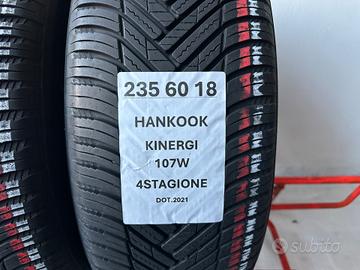 235 60 18
HANKOOK
KINERGI
107W
4STAGIONE
DOT.2021
subito